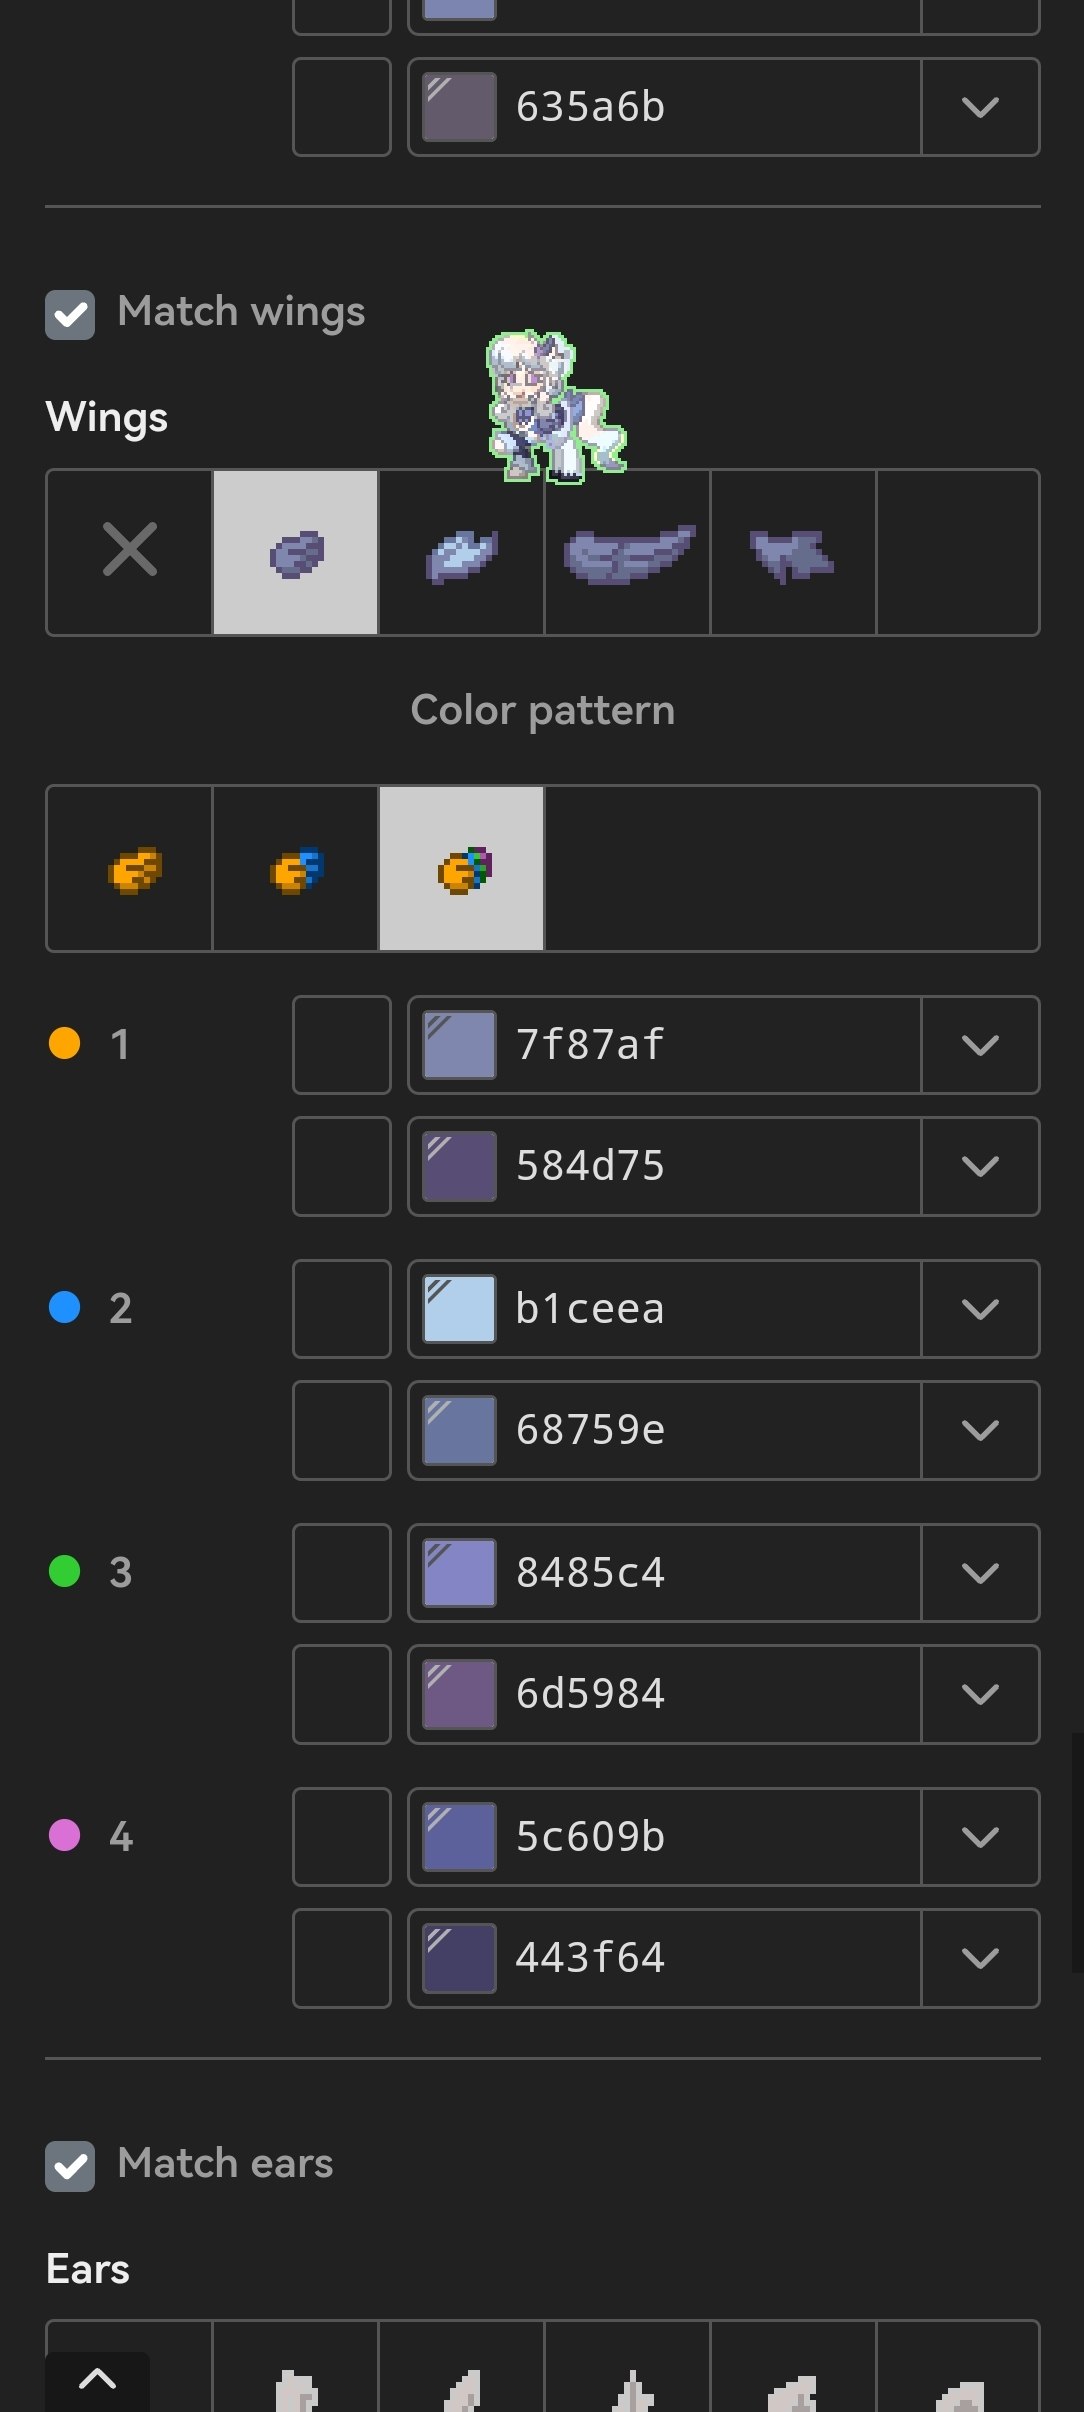 635a6b
Match wings
Wings
Color pattern
1
7f87af
584d75
2
b1ceea
68759e
3
8485c4
6d5984
4
5c609b
443f64
Match ears
Ears